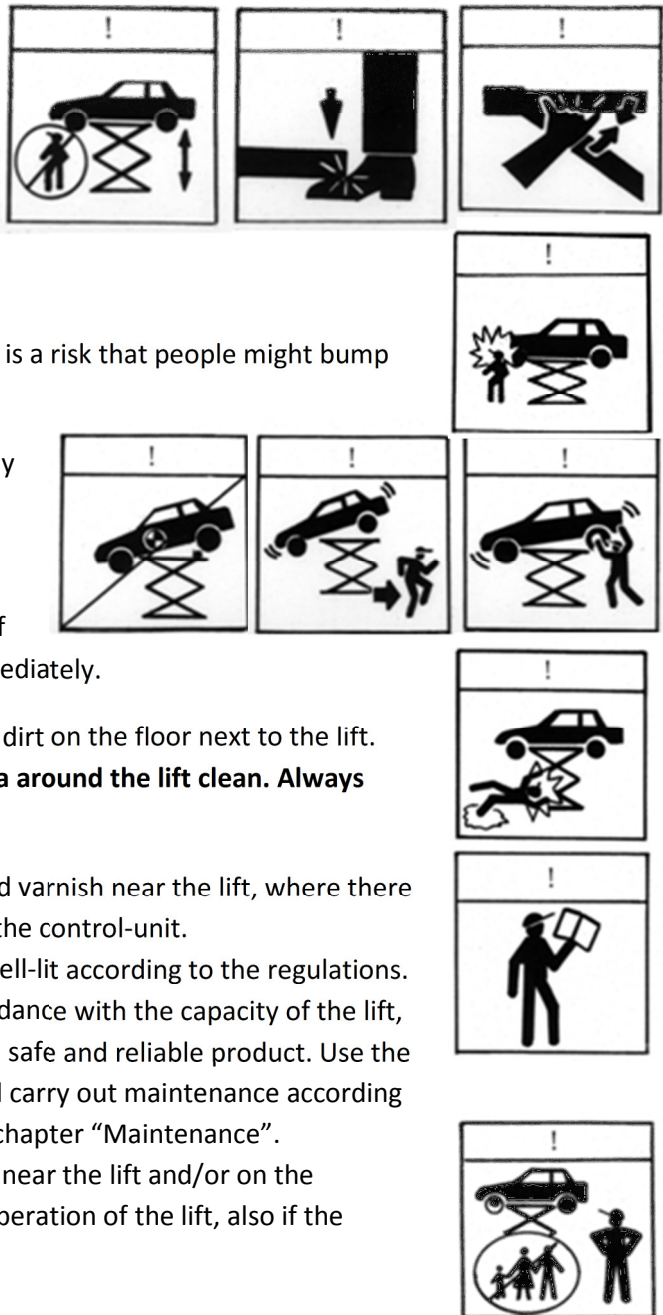 !
!
!
!
is a risk that people might bump
y
!
!
!
f
ediately.
!
dirt on the floor next to the lift.
a around the lift clean. Always
!
d varnish near the lift, where there
the control-unit.
ell-lit according to the regulations.
dance with the capacity of the lift,
safe and reliable product. Use the
d carry out maintenance according
chapter “Maintenance”.
!
near the lift and/or on the
peration of the lift, also if the